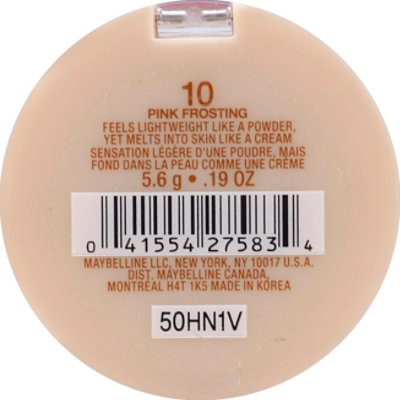 10
PINK FROSTING
FEELS LIGHTWEIGHT LIKE A POWDER,
YET MELTS INTO SKIN LIKE A CREAM
SENSATION LÉGÈRE D'UNE POUDRE, MAIS
FOND DANS LA PEAU COMME UNE CRÈME
5.6 g • .19 OZ
0 41554 27583 4
MAYBELLINE LLC, NEW YORK, NY 10017 U.S.A.
DIST. MAYBELLINE CANADA,
MONTRÉAL H4T 1K5 MADE IN KOREA
50HN1V